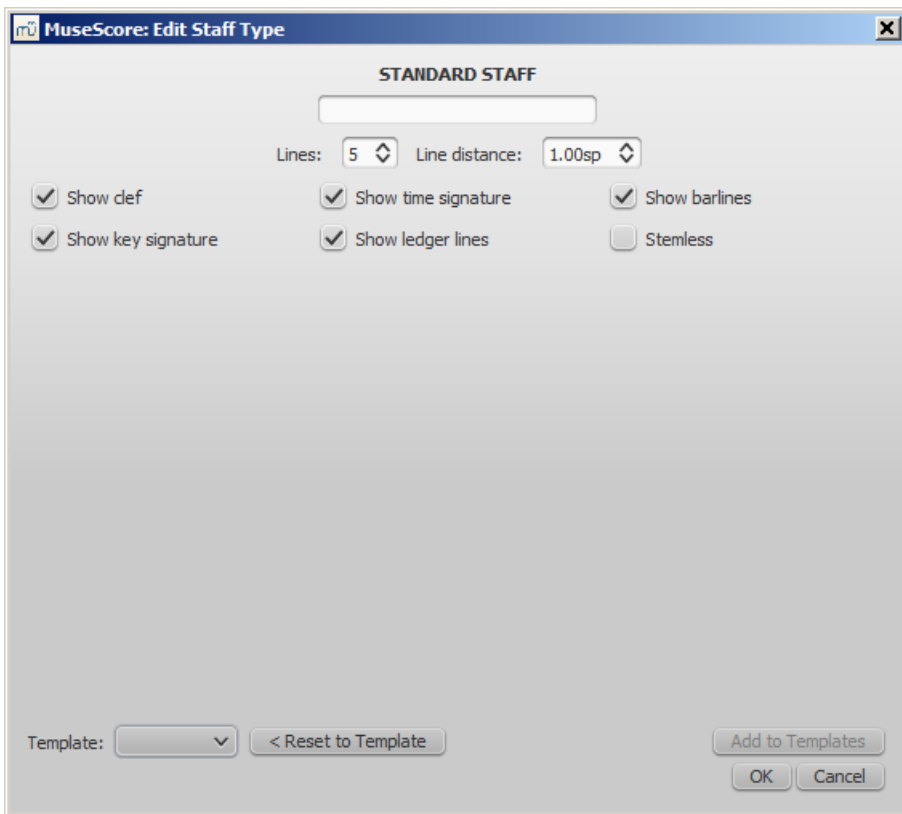 mü MuseScore: Edit Staff Type
STANDARD STAFF
Lines: 5 Line distance: 1.00sp
Show clef Show time signature Show barlines
Show key signature Show ledger lines Stemless
Template: < Reset to Template Add to Templates
OK Cancel